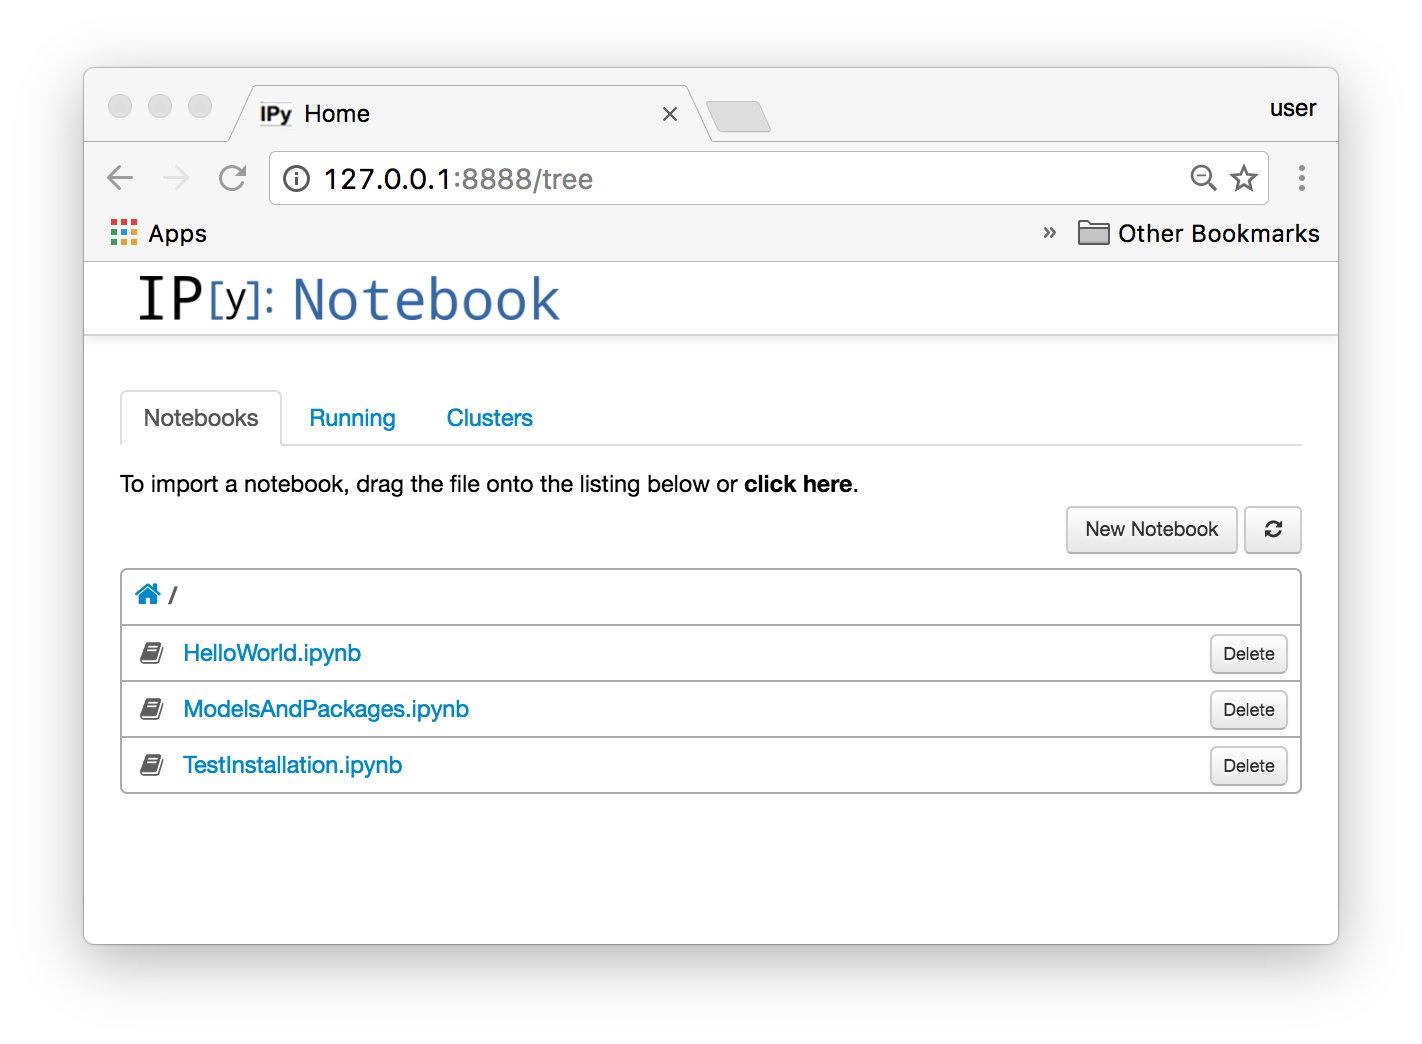 IPy Home
user
127.0.0.1:8888/tree
Apps
» Other Bookmarks
IP[y]: Notebook
Notebooks Running Clusters
To import a notebook, drag the file onto the listing below or click here.
New Notebook
/
HelloWorld.ipynb Delete
ModelsAndPackages.ipynb Delete
TestInstallation.ipynb Delete